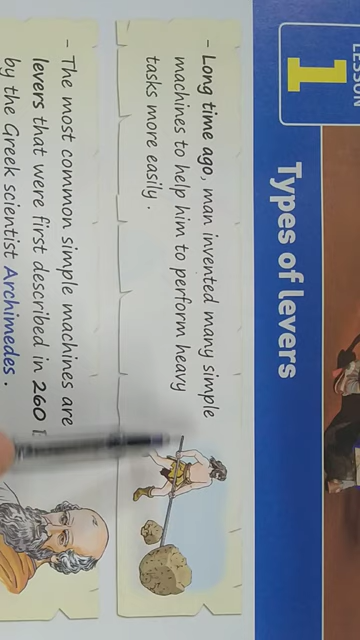 LESSON
1
Types of levers
- Long time ago, man invented many simple
machines to help him to perform heavy
tasks more easily.
- The most common simple machines are
levers that were first described in 260
by the Greek scientist Archimedes.